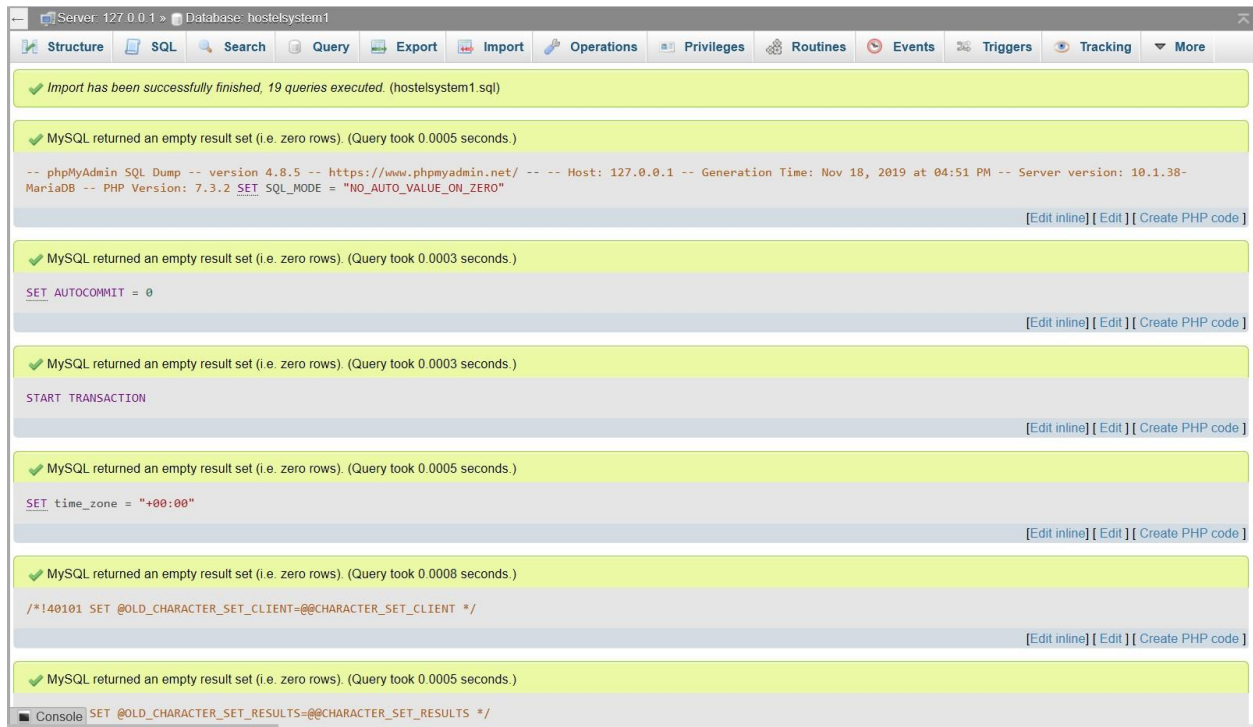 Server: 127.0.0.1 » Database: hostelsystem1
Structure SQL Search Query Export Import Operations Privileges Routines Events Triggers Tracking More
Import has been successfully finished, 19 queries executed. (hostelsystem1.sql)
MySQL returned an empty result set (i.e. zero rows). (Query took 0.0005 seconds.)
-- phpMyAdmin SQL Dump -- version 4.8.5 -- https://www.phpmyadmin.net/ -- -- Host: 127.0.0.1 -- Generation Time: Nov 18, 2019 at 04:51 PM -- Server version: 10.1.38-
MariaDB -- PHP Version: 7.3.2 SET SQL_MODE = "NO_AUTO_VALUE_ON_ZERO"
[Edit inline] [ Edit ] [ Create PHP code ]
MySQL returned an empty result set (i.e. zero rows). (Query took 0.0003 seconds.)
SET AUTOCOMMIT = 0
[Edit inline] [ Edit ] [ Create PHP code ]
MySQL returned an empty result set (i.e. zero rows). (Query took 0.0003 seconds.)
START TRANSACTION
[Edit inline] [ Edit ] [ Create PHP code ]
MySQL returned an empty result set (i.e. zero rows). (Query took 0.0005 seconds.)
SET time_zone = "+00:00"
[Edit inline] [ Edit ] [ Create PHP code ]
MySQL returned an empty result set (i.e. zero rows). (Query took 0.0008 seconds.)
/*!40101 SET @OLD_CHARACTER_SET_CLIENT=@@CHARACTER_SET_CLIENT */
[Edit inline] [ Edit ] [ Create PHP code ]
MySQL returned an empty result set (i.e. zero rows). (Query took 0.0005 seconds.)
Console SET @OLD_CHARACTER_SET_RESULTS=@@CHARACTER_SET_RESULTS */